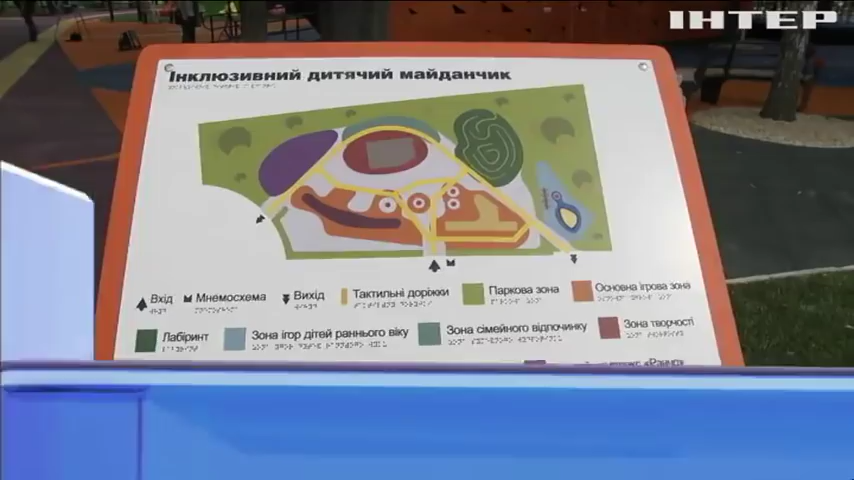 ІНТЕР
Інклюзивний дитячий майданчик
Вхід Мнемосхема Вихід Тактильні доріжки Паркова зона Основна ігрова зона
Лабіринт Зона ігор дітей раннього віку Зона сімейного відпочинку Зона творчості